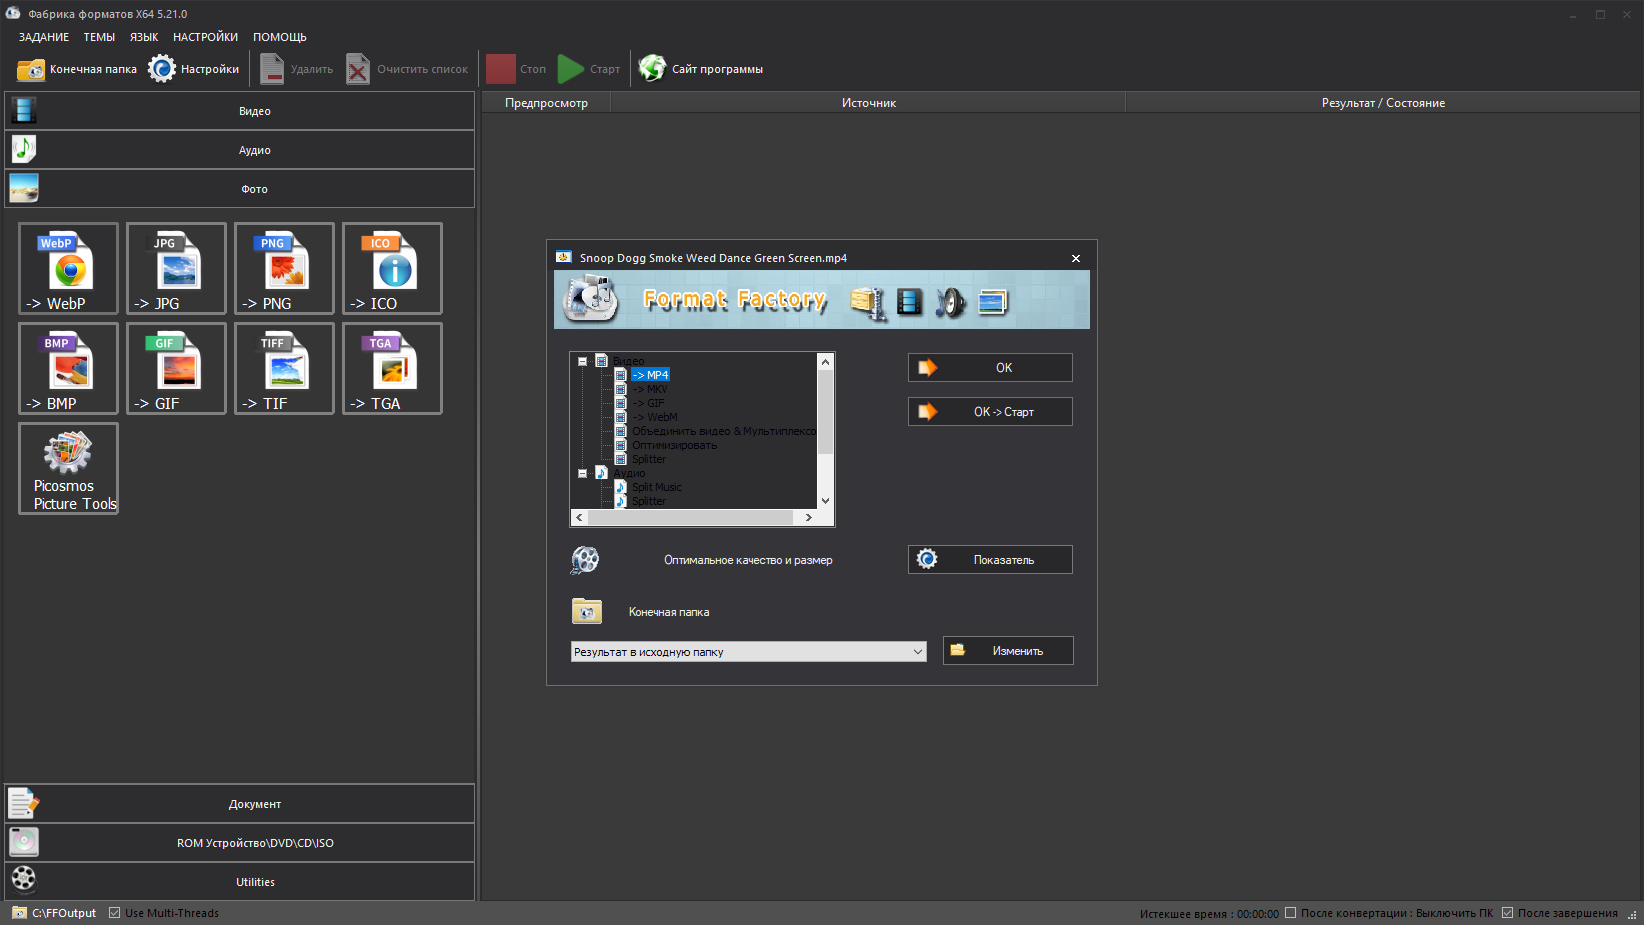 Фабрика форматов X64 5.21.0
ЗАДАНИЕ ТЕМЫ ЯЗЫК НАСТРОЙКИ ПОМОЩЬ
Конечная папка Настройки Удалить Очистить список Стоп Старт Сайт программы
Видео
Аудио
Фото
WebP JPG PNG ICO
-> WebP -> JPG -> PNG -> ICO
BMP GIF TIFF TGA
-> BMP -> GIF -> TIF -> TGA
Picosmos
Picture Tools
Документ
ROM Устройство\DVD\CD\ISO
Utilities
Предпросмотр Источник Результат / Состояние
Snoop Dogg Smoke Weed Dance Green Screen.mp4
Format Factory
Видео
-> MP4
-> MKV
-> GIF
-> WebM
Объединить видео & Мультиплексо
Оптимизировать
Splitter
Аудио
Split Music
Splitter
OK
OK -> Старт
Оптимальное качество и размер
Показатель
Конечная папка
Результат в исходную папку
Изменить
C:\FFOutput Use Multi-Threads Истекшее время : 00:00:00 После конвертации : Выключить ПК После завершения